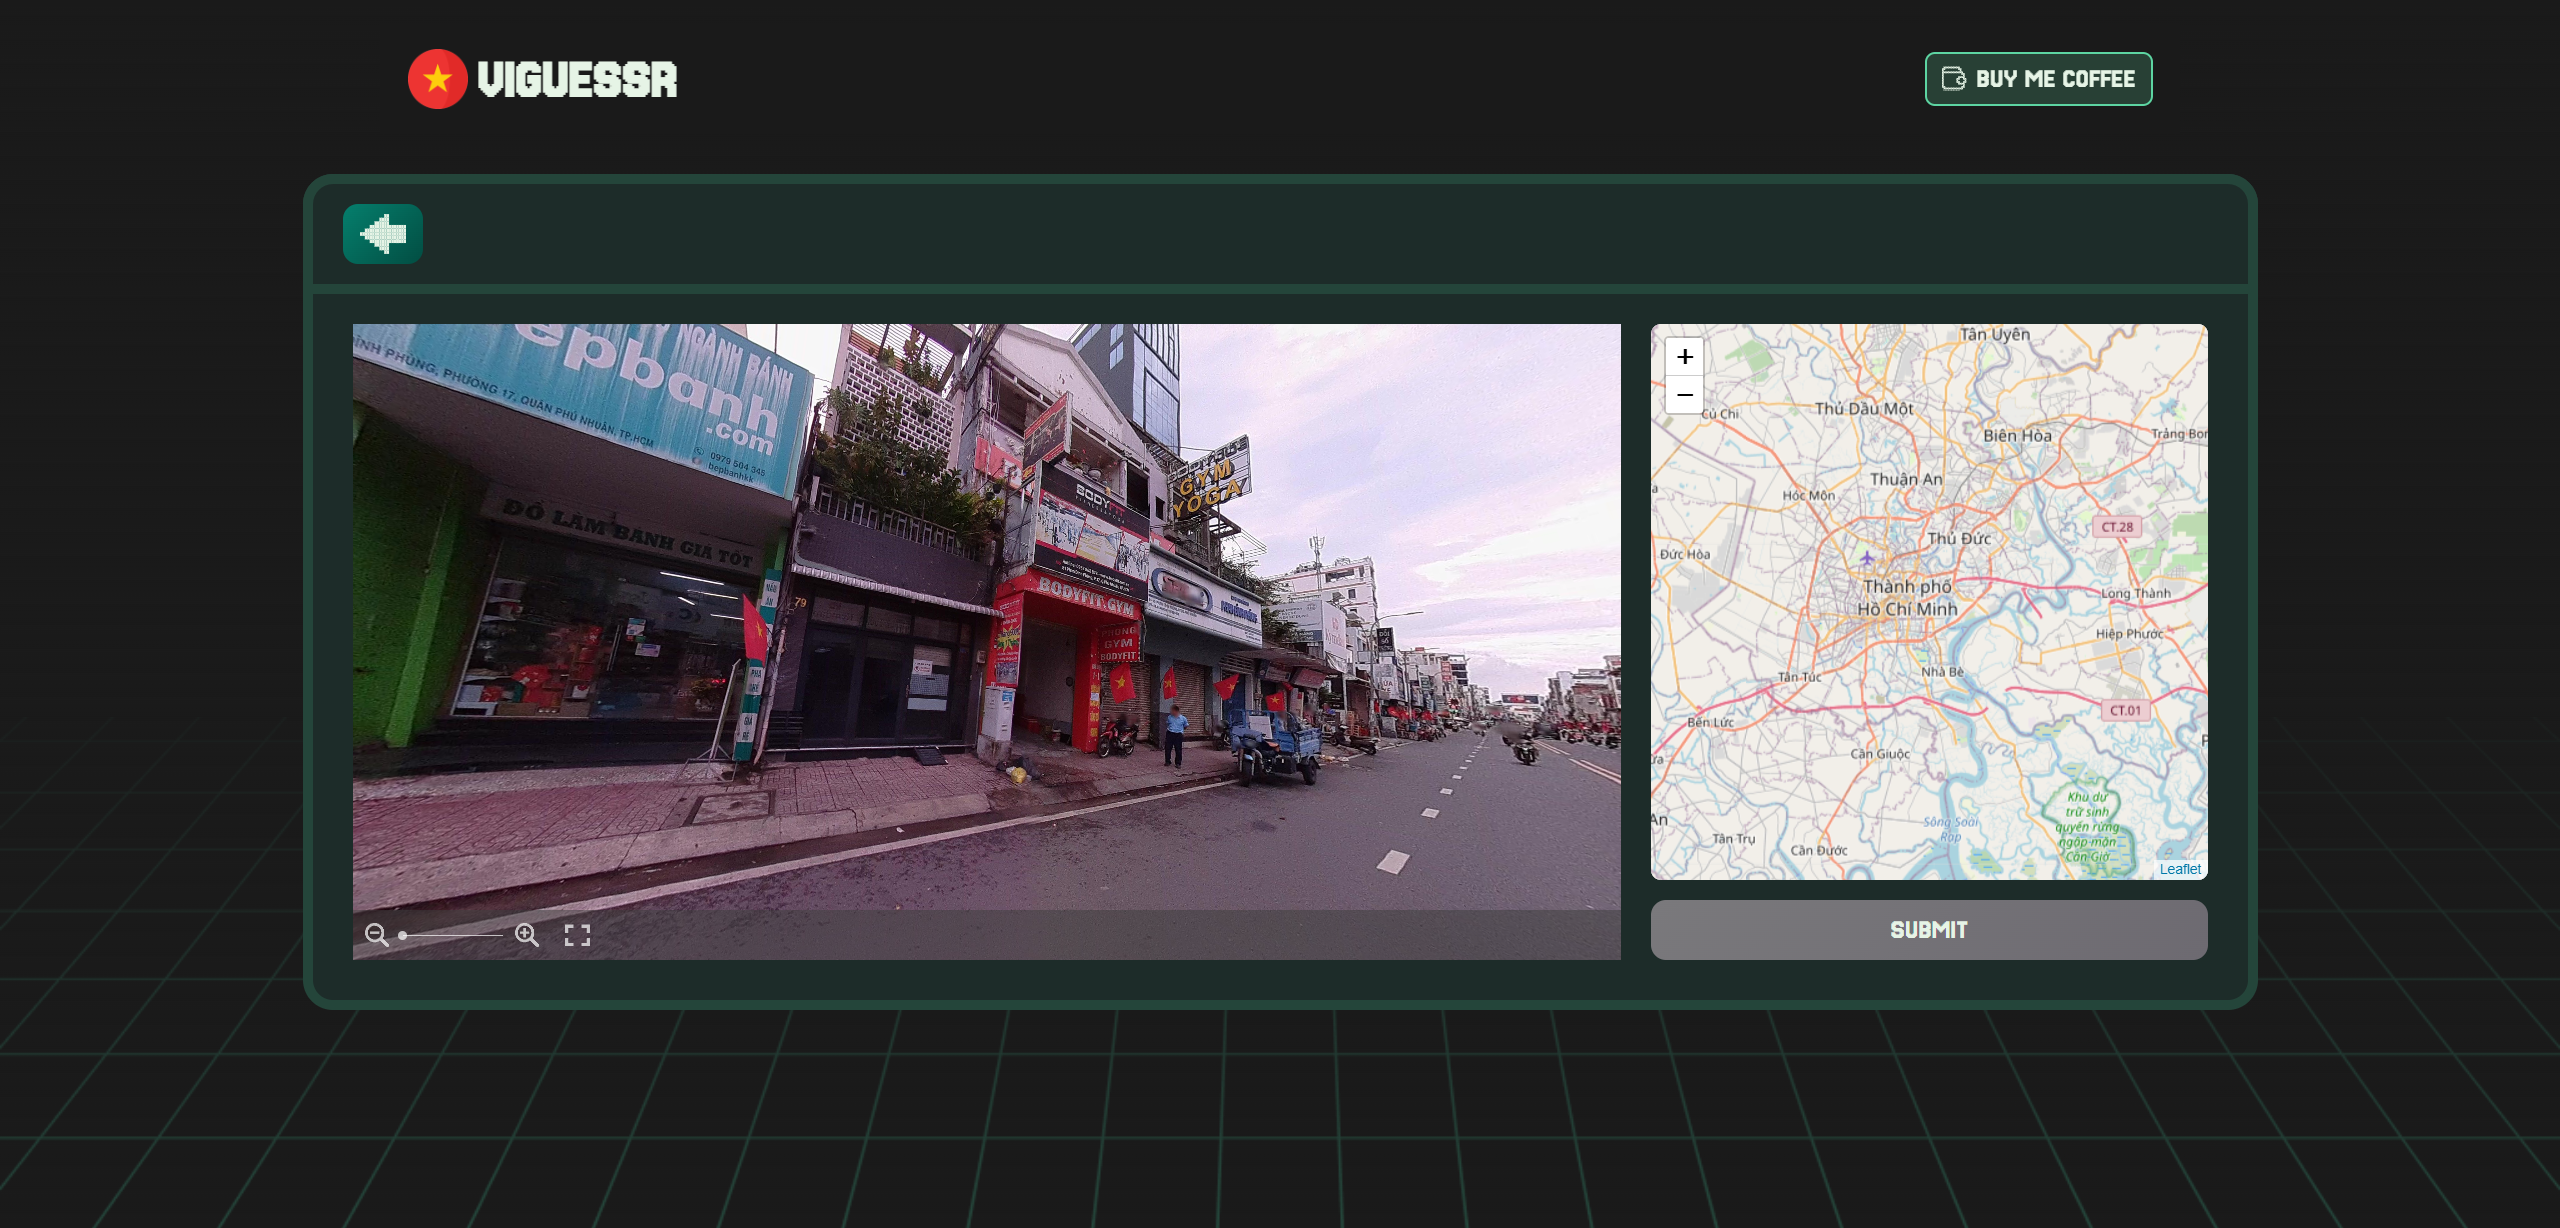 VIGUESSR
BUY ME COFFEE
NGÀNH BÁNH
epbanh
.com
ĐÌNH PHÙNG, PHƯỜNG 17, QUẬN PHÚ NHUẬN, TP.HCM
0979 504 345
bepbanhkk
ĐỒ LÀM BÁNH GIÁ TỐT
79
BODYFIT
BODYFIT.GYM
PHÒNG
GYM
BODYFIT
GYM
YOGA
+
−
Tân Uyên
Củ Chi
Thủ Dầu Một
Biên Hòa
Trảng Bom
Thuận An
Hóc Môn
CT.28
Thủ Đức
Đức Hòa
Thành phố
Hồ Chí Minh
Long Thành
Hiệp Phước
Nhà Bè
Tân Túc
CT.01
Bến Lức
Cần Giuộc
Khu dự
trữ sinh
quyển rừng
ngập mặn
Cần Giờ
Sông Soài
Rạp
An
Tân Trụ
Cần Đước
Leaflet
SUBMIT